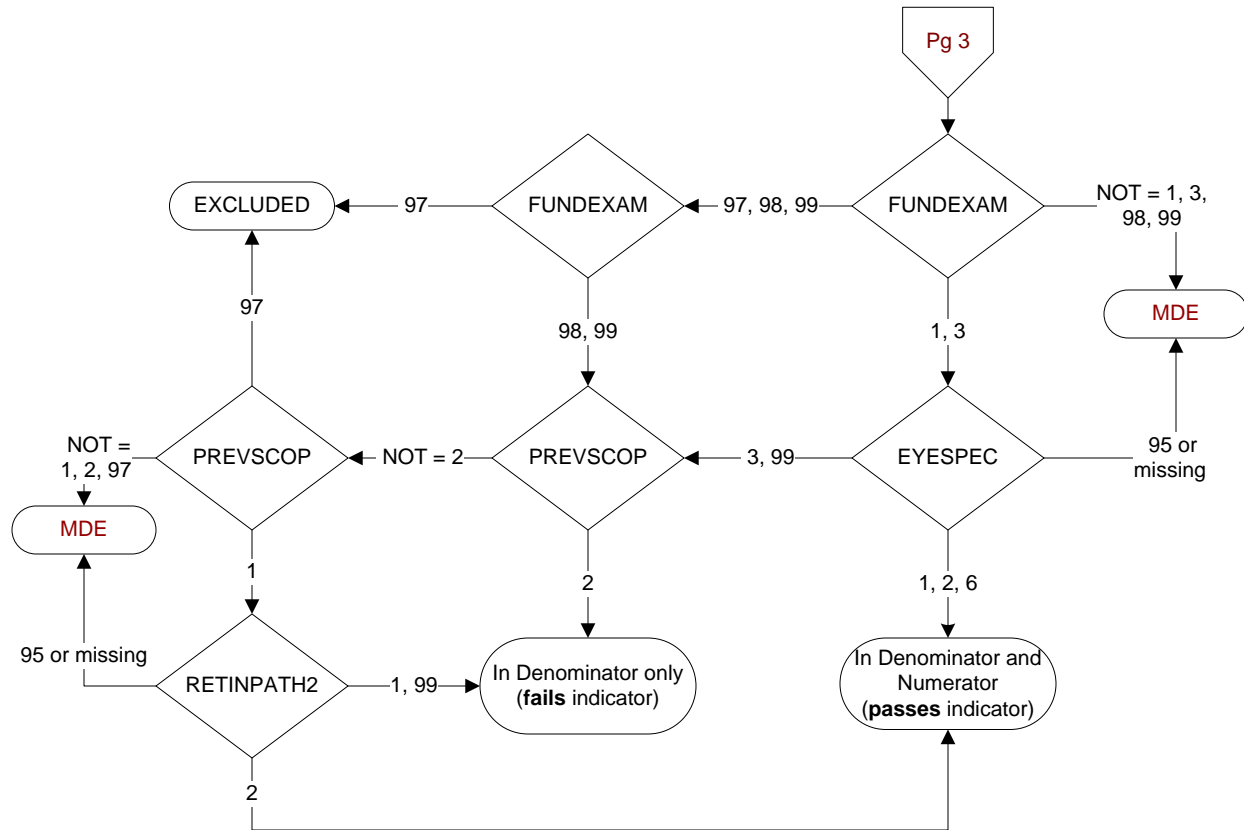 Pg 3
EXCLUDED
97
FUNDEXAM
97, 98, 99
FUNDEXAM
NOT = 1, 3,
98, 99
97
98, 99
1, 3
MDE
NOT =
1, 2, 97
PREVSCOP
NOT = 2
PREVSCOP
3, 99
EYESPEC
95 or
missing
MDE
1
2
1, 2, 6
95 or missing
RETINPATH2
1, 99
In Denominator only
(fails indicator)
In Denominator and
Numerator
(passes indicator)
2